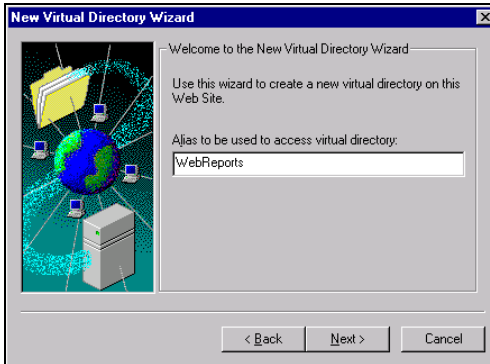 New Virtual Directory Wizard
Welcome to the New Virtual Directory Wizard
Use this wizard to create a new virtual directory on this
Web Site.
Alias to be used to access virtual directory:
WebReports
< Back
Next >
Cancel